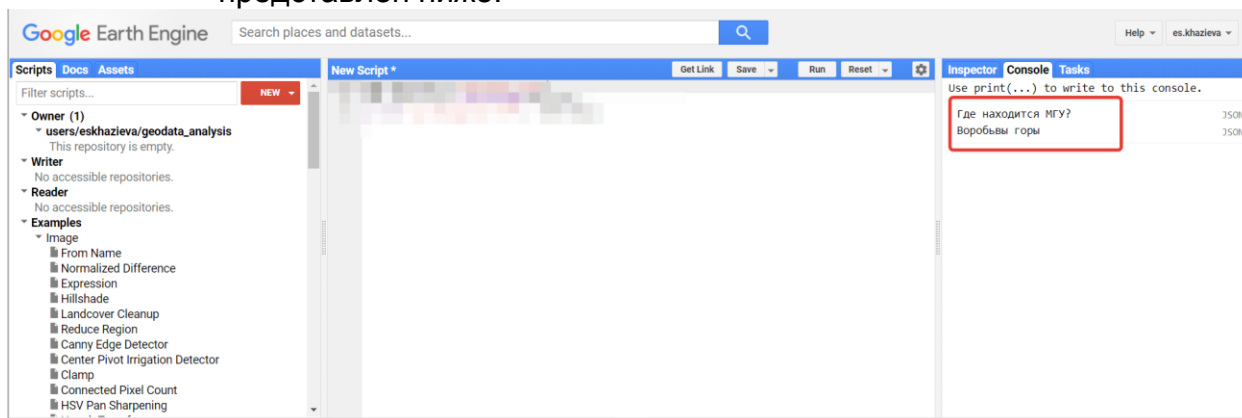 представлен ниже.
Google Earth Engine
Search places and datasets...
Help
es.khazieva
Scripts Docs Assets
Filter scripts...
NEW
Owner (1)
users/eskhazieva/geodata_analysis
This repository is empty.
Writer
No accessible repositories.
Reader
No accessible repositories.
Examples
Image
From Name
Normalized Difference
Expression
Hillshade
Landcover Cleanup
Reduce Region
Canny Edge Detector
Center Pivot Irrigation Detector
Clamp
Connected Pixel Count
HSV Pan Sharpening
New Script *
Get Link Save Run Reset
Inspector Console Tasks
Use print(...) to write to this console.
Где находится МГУ? JSON
Воробьвы горы JSON